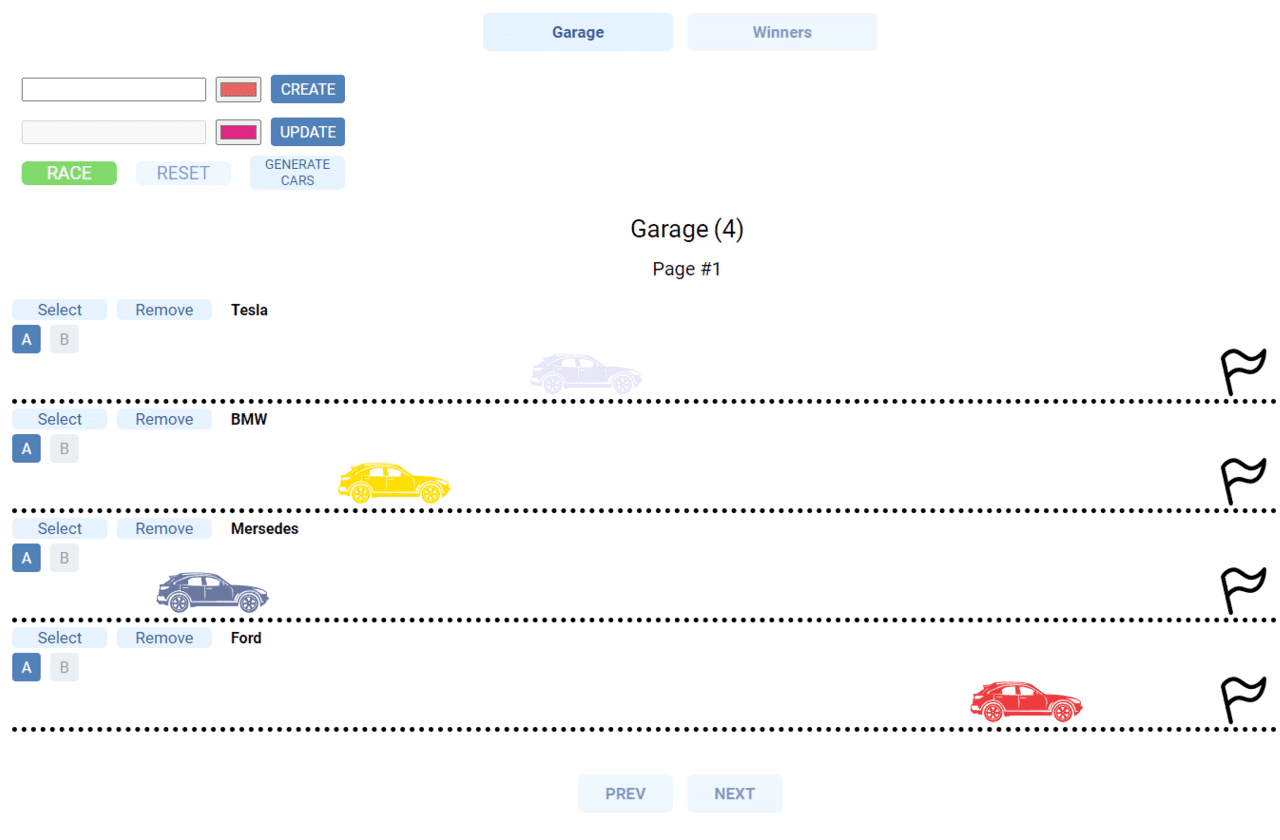 Garage Winners
CREATE
UPDATE
RACE RESET GENERATE
CARS
Garage (4)
Page #1
Select Remove Tesla
A B
Select Remove BMW
A B
Select Remove Mersedes
A B
Select Remove Ford
A B
PREV NEXT